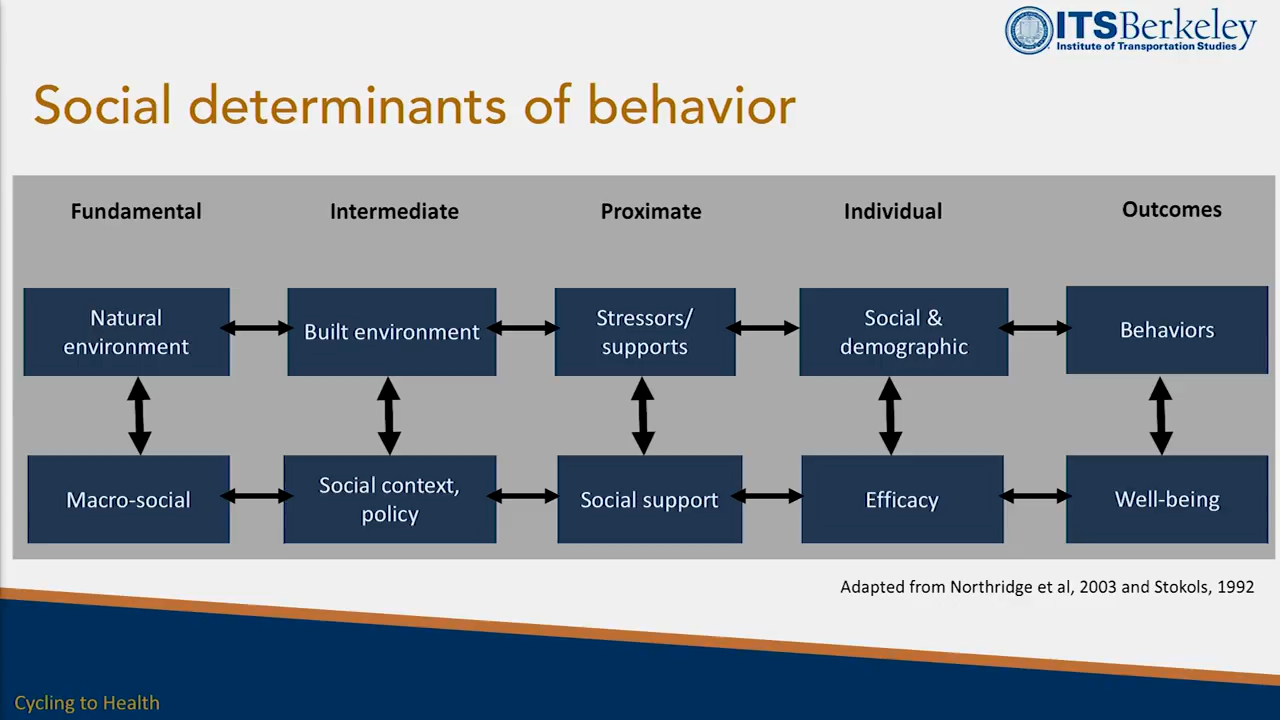 ITSBerkeley
Institute of Transportation Studies
Social determinants of behavior
Fundamental
Intermediate
Proximate
Individual
Outcomes
Natural
environment
Built environment
Stressors/
supports
Social &
demographic
Behaviors
Macro-social
Social context,
policy
Social support
Efficacy
Well-being
Adapted from Northridge et al, 2003 and Stokols, 1992
Cycling to Health